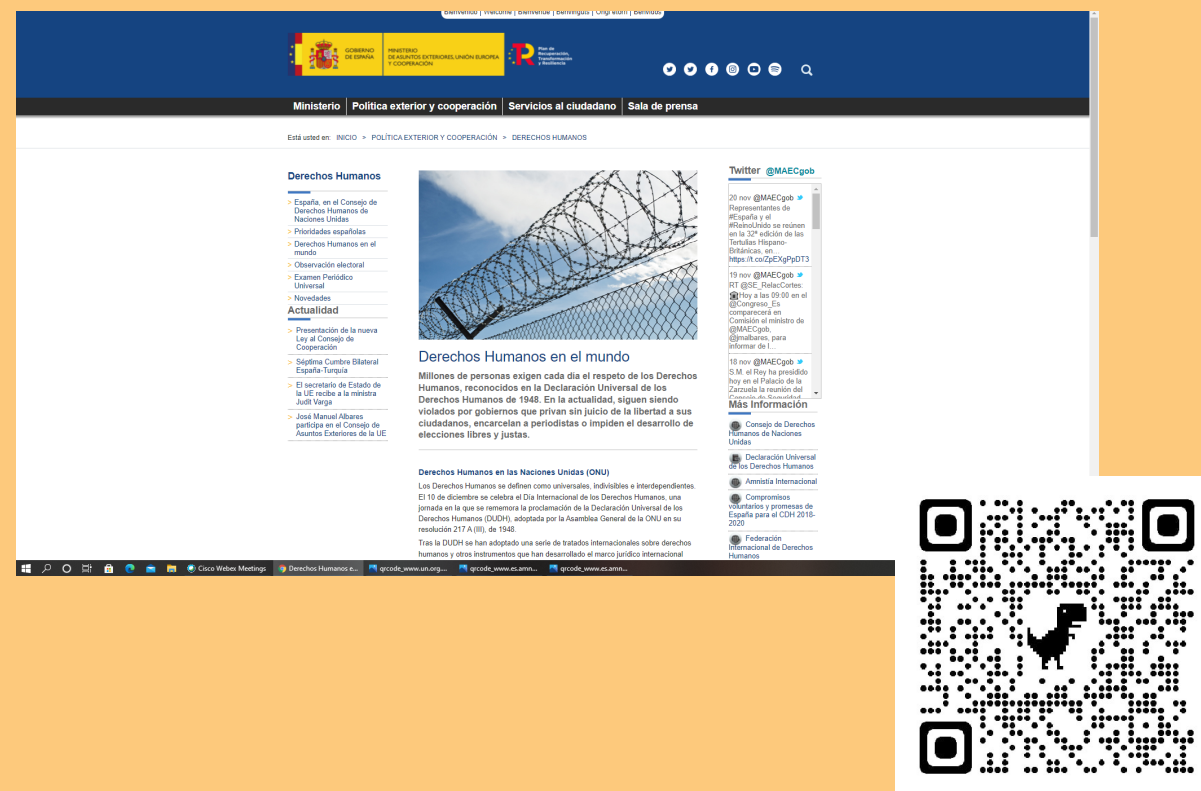 Bienvenido | Welcome | Bienvenue | Benvinguts | Ongi etorri | Benvidos
GOBIERNO
DE ESPAÑA
MINISTERIO
DE ASUNTOS EXTERIORES, UNIÓN EUROPEA
Y COOPERACIÓN
Plan de
Recuperación,
Transformación
y Resiliencia
Ministerio
Política exterior y cooperación
Servicios al ciudadano
Sala de prensa
Está usted en: INICIO > POLÍTICA EXTERIOR Y COOPERACIÓN > DERECHOS HUMANOS
Derechos Humanos
> España, en el Consejo de
Derechos Humanos de
Naciones Unidas
> Prioridades españolas
> Derechos Humanos en el
mundo
> Observación electoral
> Examen Periódico
Universal
> Novedades
Actualidad
> Presentación de la nueva
Ley al Consejo de
Cooperación
> Séptima Cumbre Bilateral
España-Turquía
> El secretario de Estado de
la UE recibe a la ministra
Judit Varga
> José Manuel Albares
participa en el Consejo de
Asuntos Exteriores de la UE
Derechos Humanos en el mundo
Millones de personas exigen cada día el respeto de los Derechos
Humanos, reconocidos en la Declaración Universal de los
Derechos Humanos de 1948. En la actualidad, siguen siendo
violados por gobiernos que privan sin juicio de la libertad a sus
ciudadanos, encarcelan a periodistas o impiden el desarrollo de
elecciones libres y justas.
Derechos Humanos en las Naciones Unidas (ONU)
Los Derechos Humanos se definen como universales, indivisibles e interdependientes.
El 10 de diciembre se celebra el Día Internacional de los Derechos Humanos, una
jornada en la que se rememora la proclamación de la Declaración Universal de los
Derechos Humanos (DUDH), adoptada por la Asamblea General de la ONU en su
resolución 217 A (III), de 1948.
Tras la DUDH se han adoptado una serie de tratados internacionales sobre derechos
humanos y otros instrumentos que han desarrollado el marco jurídico internacional
Twitter @MAECgob
20 nov @MAECgob
Representantes de
#España y el
#ReinoUnido se reúnen
en la 32ª edición de las
Tertulias Hispano-
Británicas, en...
https://t.co/ZpEXgPpDT3
19 nov @MAECgob
RT @SE_RelacCortes:
Hoy a las 09:00 en el
@Congreso_Es
comparecerá en
Comisión el ministro de
@MAECgob,
@jmalbares, para
informar de l...
18 nov @MAECgob
S.M. el Rey ha presidido
hoy en el Palacio de la
Zarzuela la reunión del
Consejo de Seguridad
Más Información
Consejo de Derechos
Humanos de Naciones
Unidas
Declaración Universal
de los Derechos Humanos
Amnistía Internacional
Compromisos
voluntarios y promesas de
España para el CDH 2018-
2020
Federación
Internacional de Derechos
Humanos
Cisco Webex Meetings
Derechos Humanos e...
qrcode_www.un.org....
qrcode_www.es.amn...
qrcode_www.es.amn...